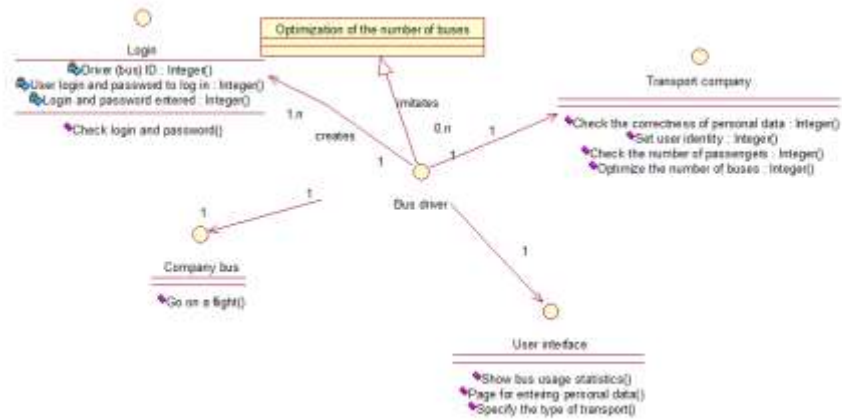 Optimization of the number of buses
Login
Driver (bus) ID : Integer()
User login and password to log in : Integer()
Login and password entered : Integer()
Check login and password()
Transport company
Check the correctness of personal data : Integer()
Set user identity : Integer()
Check the number of passengers : Integer()
Optimize the number of buses : Integer()
imitates
1.n
0.n
1
creates
1
1
Bus driver
1
1
Company bus
Go on a flight()
1
User interface
Show bus usage statistics()
Page for entering personal data()
Specify the type of transport()